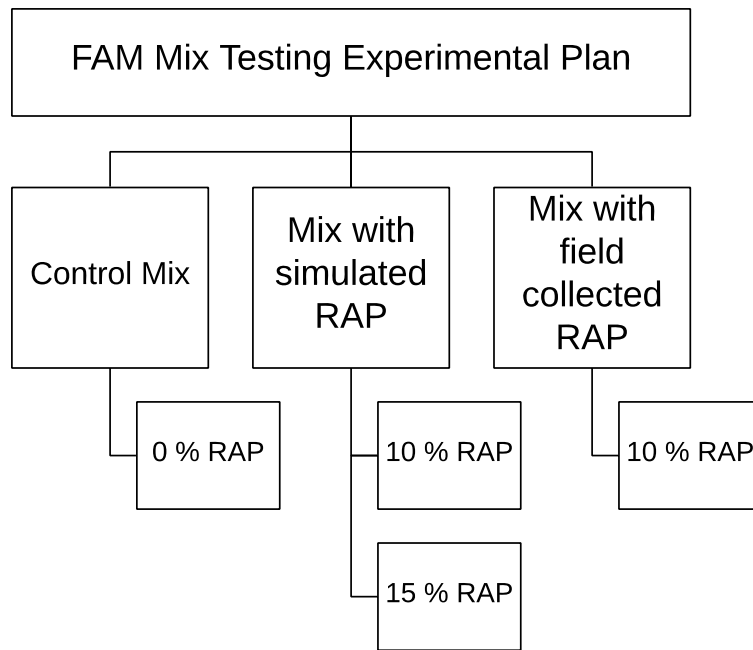 FAM Mix Testing Experimental Plan
Control Mix
Mix with
simulated
RAP
Mix with
field
collected
RAP
0 % RAP
10 % RAP
10 % RAP
15 % RAP